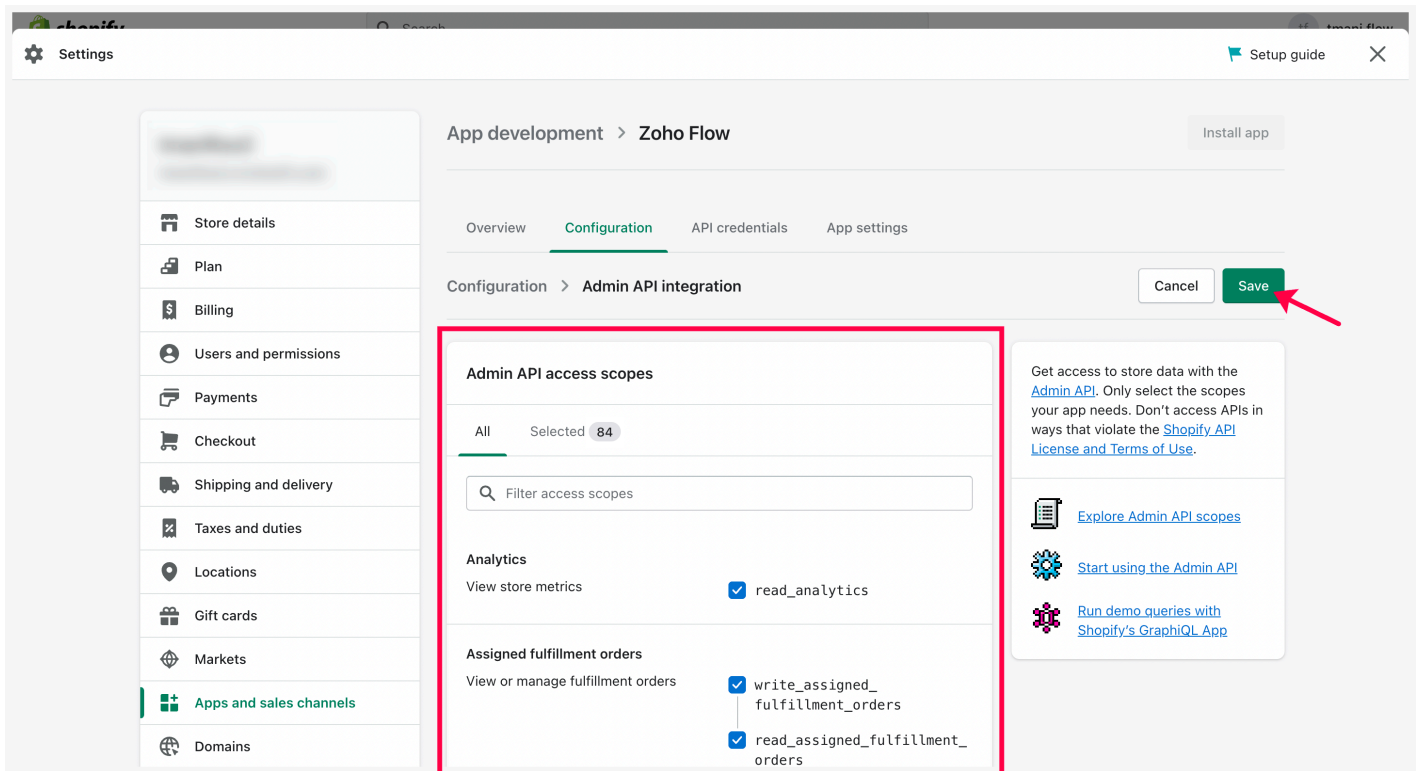 shopify
Search
tmani flow
Settings
Setup guide
App development > Zoho Flow
Install app
Store details
Plan
Billing
Users and permissions
Payments
Checkout
Shipping and delivery
Taxes and duties
Locations
Gift cards
Markets
Apps and sales channels
Domains
Overview
Configuration
API credentials
App settings
Configuration > Admin API integration
Cancel
Save
Admin API access scopes
All
Selected 84
Filter access scopes
Analytics
View store metrics
read_analytics
Assigned fulfillment orders
View or manage fulfillment orders
write_assigned_
fulfillment_orders
read_assigned_fulfillment_
orders
Get access to store data with the
Admin API. Only select the scopes
your app needs. Don’t access APIs in
ways that violate the Shopify API
License and Terms of Use.
Explore Admin API scopes
Start using the Admin API
Run demo queries with
Shopify’s GraphiQL App